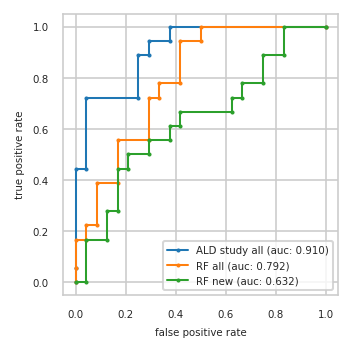 1.0
0.8
0.6
0.4
0.2
0.0
true positive rate
ALD study all (auc: 0.910)
RF all (auc: 0.792)
RF new (auc: 0.632)
0.0 0.2 0.4 0.6 0.8 1.0
false positive rate